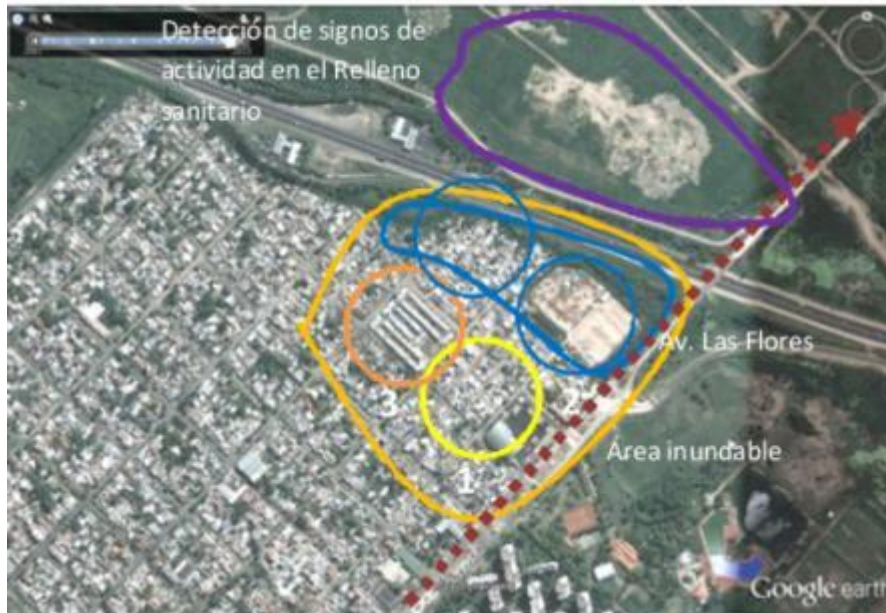 Detección de signos de
actividad en el Relleno
sanitario
Av. Las Flores
3
2
Área inundable
1
Google earth